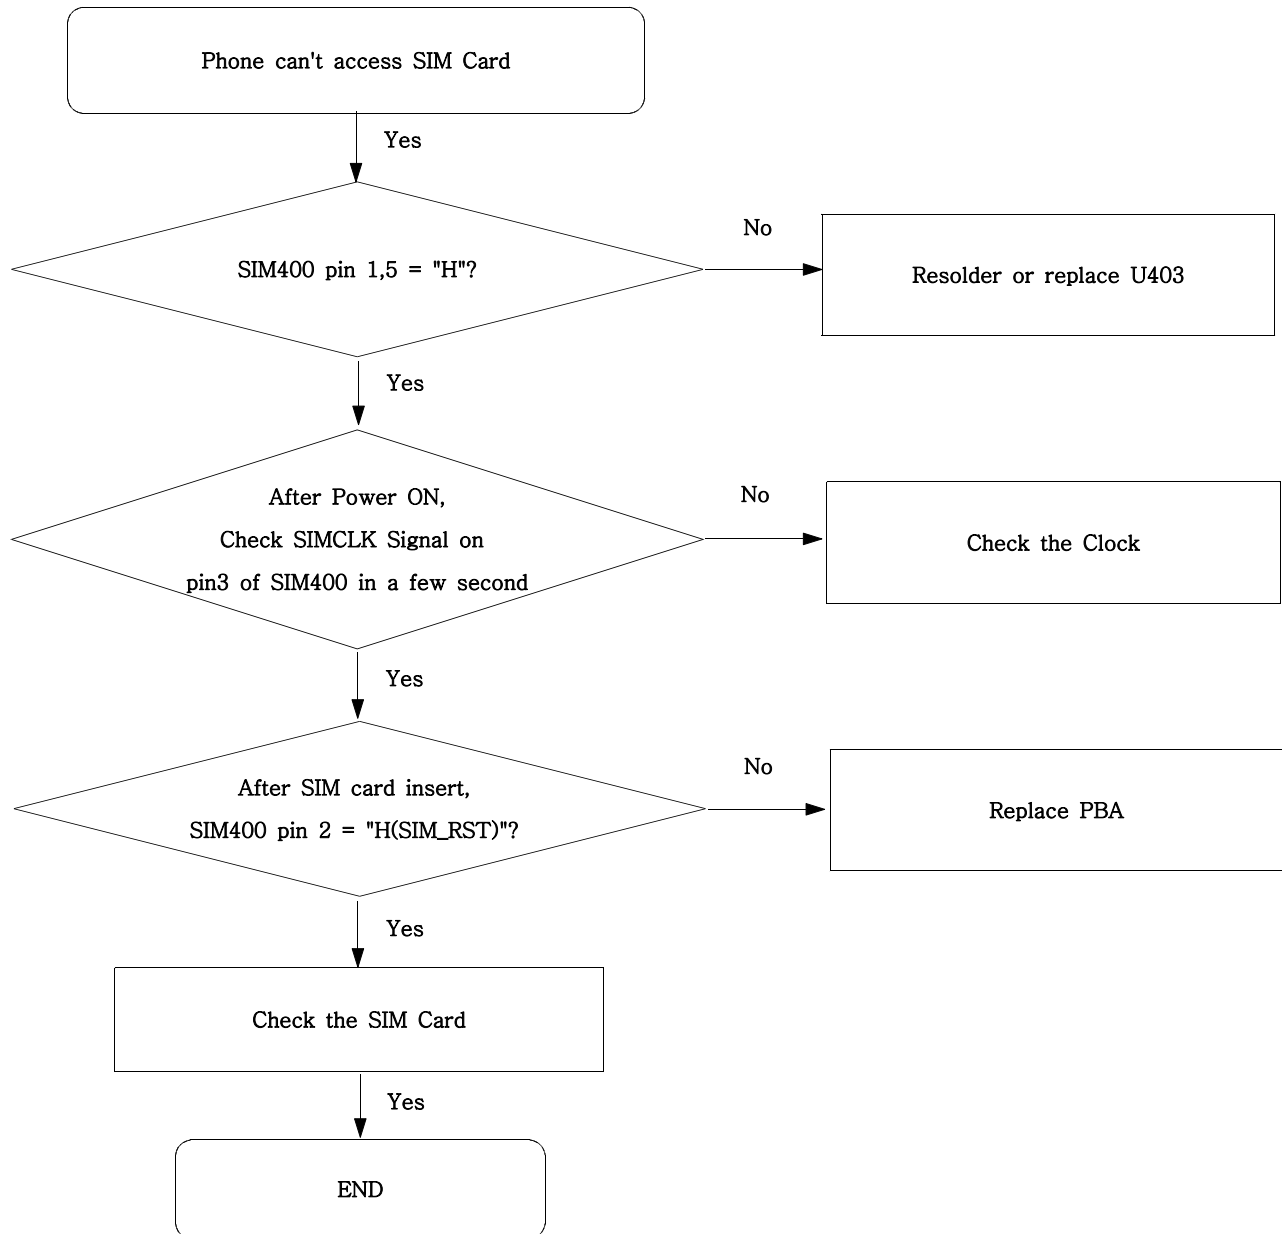 Phone can't access SIM Card
Yes
SIM400 pin 1,5 = "H"?
No
Resolder or replace U403
Yes
After Power ON,
Check SIMCLK Signal on
pin3 of SIM400 in a few second
No
Check the Clock
Yes
After SIM card insert,
SIM400 pin 2 = "H(SIM_RST)"?
No
Replace PBA
Yes
Check the SIM Card
Yes
END